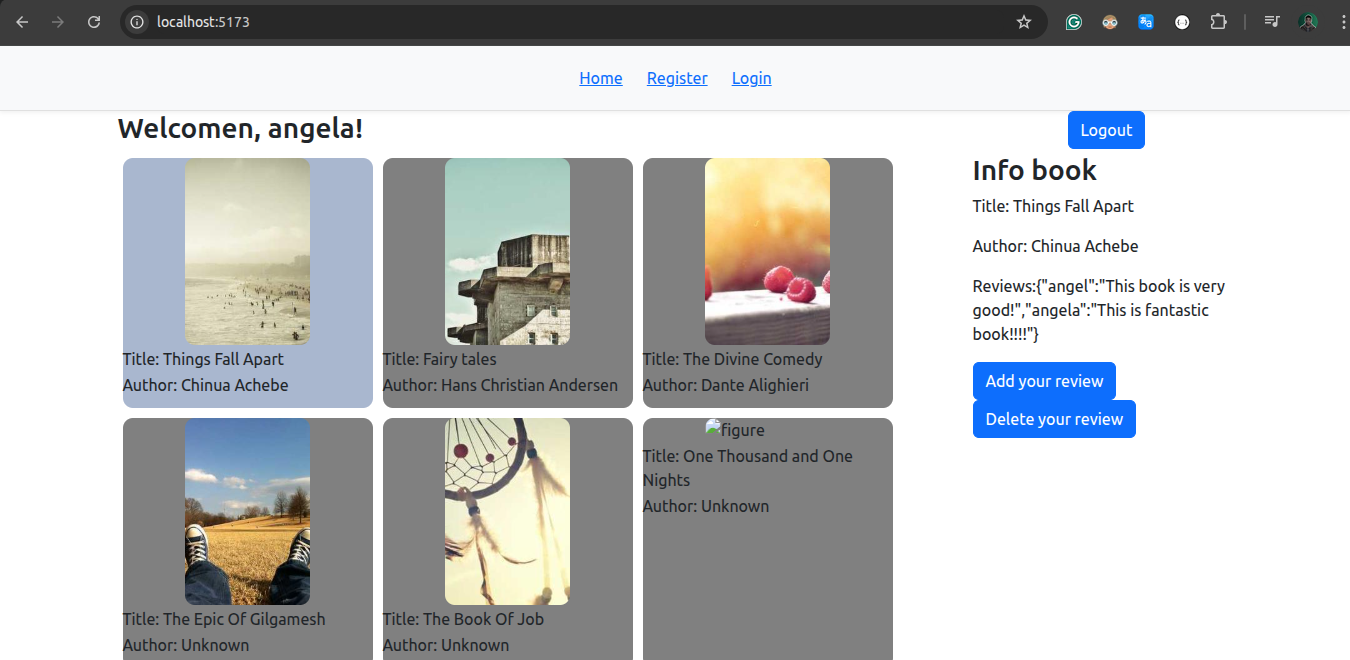 localhost:5173
Home Register Login
Welcomen, angela!
Logout
Title: Things Fall Apart
Author: Chinua Achebe
Title: Fairy tales
Author: Hans Christian Andersen
Title: The Divine Comedy
Author: Dante Alighieri
Title: The Epic Of Gilgamesh
Author: Unknown
Title: The Book Of Job
Author: Unknown
figure
Title: One Thousand and One
Nights
Author: Unknown
Info book
Title: Things Fall Apart
Author: Chinua Achebe
Reviews:{"angel":"This book is very
good!","angela":"This is fantastic
book!!!!"}
Add your review
Delete your review